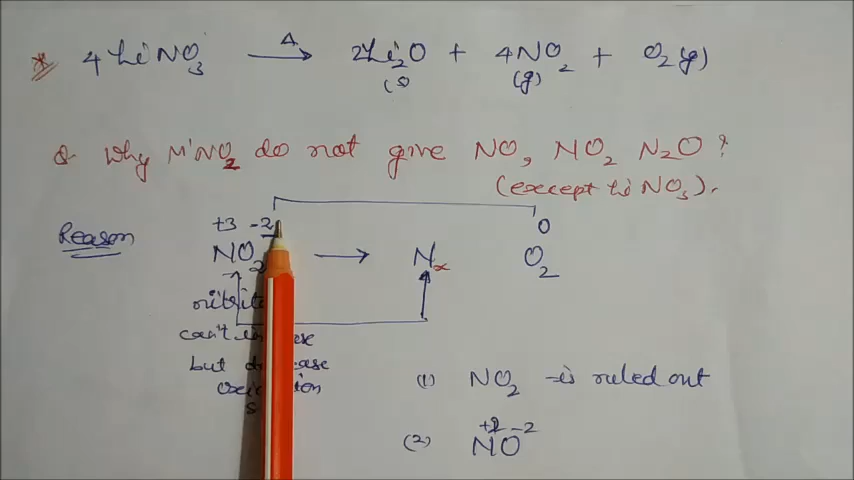 * 4 LiNO3 —Δ→ 2Li2O + 4NO2 + O2(g)
(s) (g)
Q Why M'NO2 do not give NO, NO2 N2O?
(except LiNO3).
Reason +3 -2 0
NO2 → Nx O2
nitrite
can't
but
(1) NO2 -is ruled out
+2 -2
(2) NO